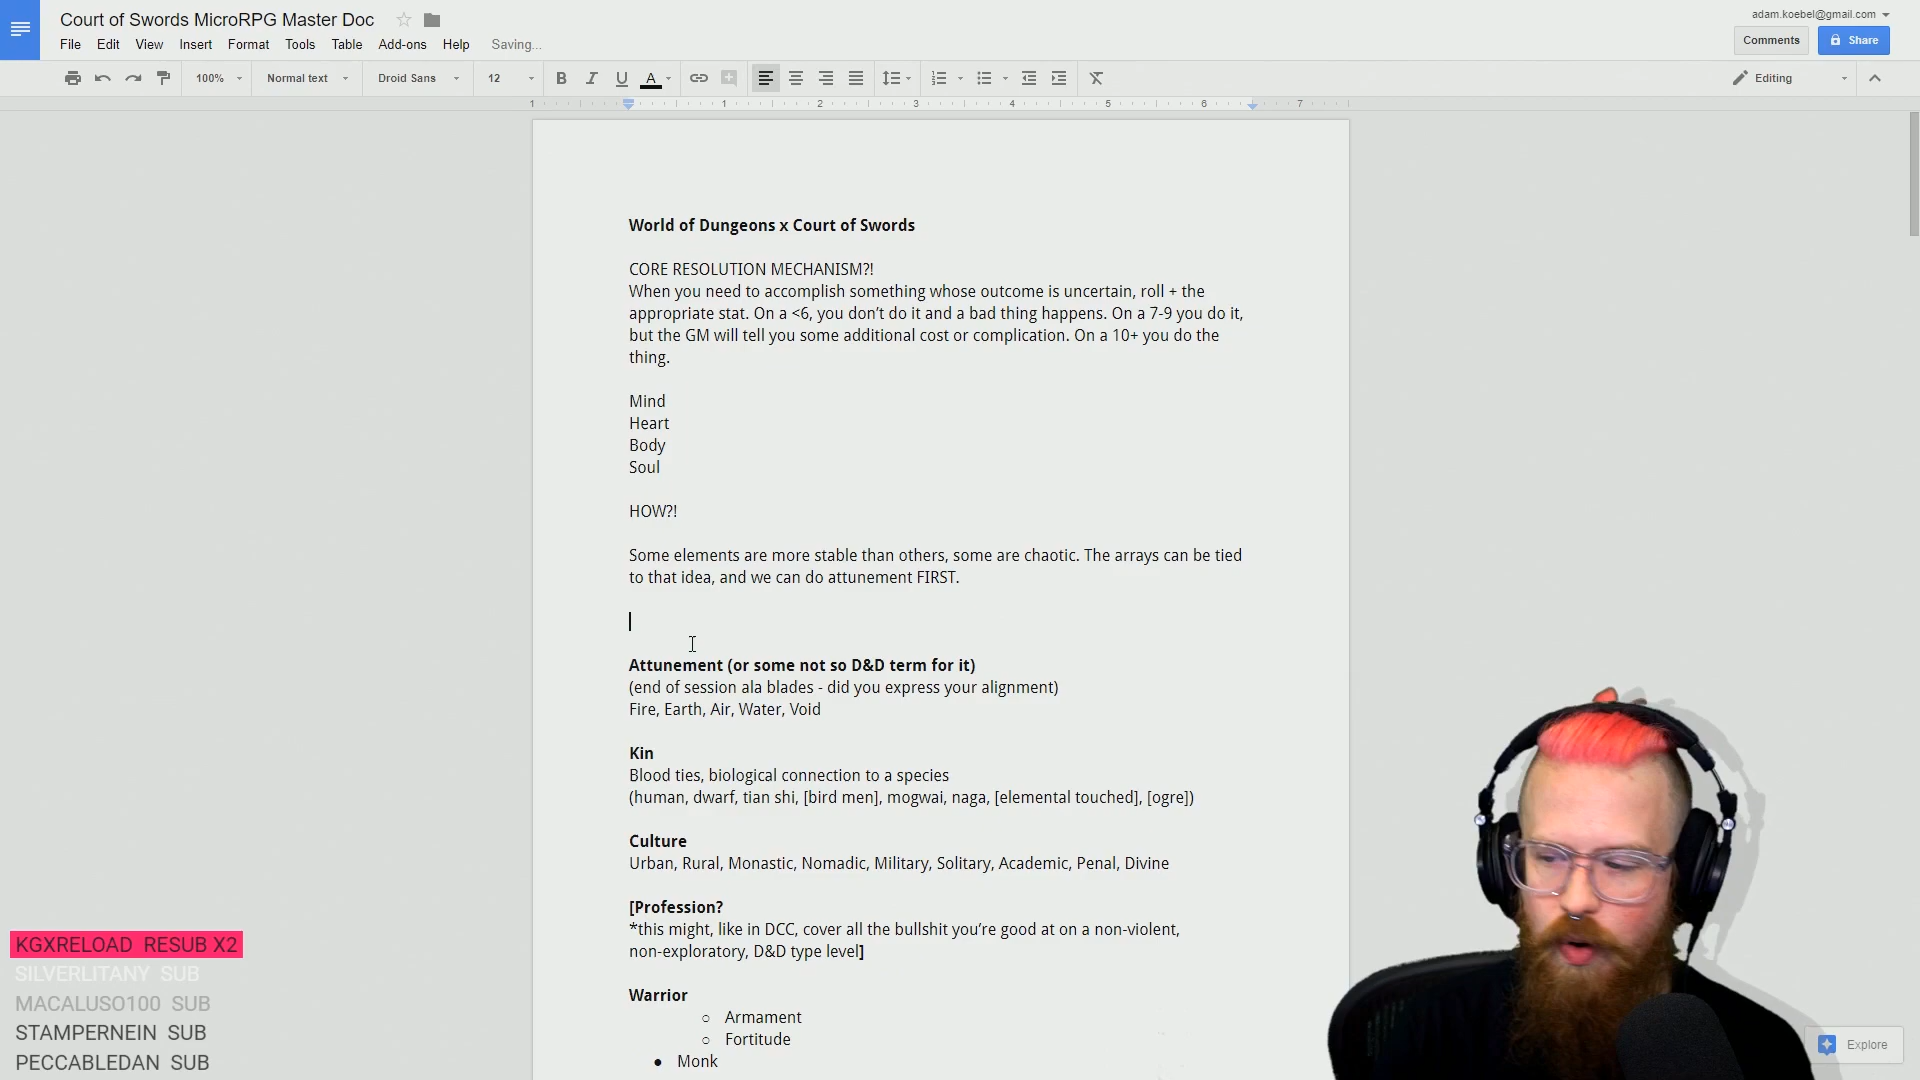 Court of Swords MicroRPG Master Doc
adam.koebel@gmail.com
File Edit View Insert Format Tools Table Add-ons Help Saving...
Comments
Share
100% Normal text Droid Sans 12 B I U A Editing
1 1 2 3 4 5 6 7
World of Dungeons x Court of Swords
CORE RESOLUTION MECHANISM?!
When you need to accomplish something whose outcome is uncertain, roll + the
appropriate stat. On a <6, you don’t do it and a bad thing happens. On a 7-9 you do it,
but the GM will tell you some additional cost or complication. On a 10+ you do the
thing.
Mind
Heart
Body
Soul
HOW?!
Some elements are more stable than others, some are chaotic. The arrays can be tied
to that idea, and we can do attunement FIRST.
Attunement (or some not so D&D term for it)
(end of session ala blades - did you express your alignment)
Fire, Earth, Air, Water, Void
Kin
Blood ties, biological connection to a species
(human, dwarf, tian shi, [bird men], mogwai, naga, [elemental touched], [ogre])
Culture
Urban, Rural, Monastic, Nomadic, Military, Solitary, Academic, Penal, Divine
[Profession?
*this might, like in DCC, cover all the bullshit you’re good at on a non-violent,
non-exploratory, D&D type level]
Warrior
○ Armament
○ Fortitude
● Monk
KGXRELOAD RESUB X2
SILVERLITANY SUB
MACALUSO100 SUB
STAMPERNEIN SUB
PECCABLEDAN SUB
Explore